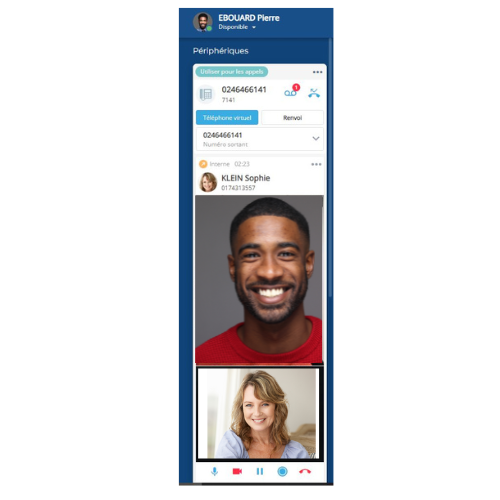 EBOUARD Pierre
Disponible
Périphériques
Utiliser pour les appels
0246466141
1
7141
Téléphone virtuel
Renvoi
0246466141
Numéro sortant
Interne 02:23
KLEIN Sophie
0174313557